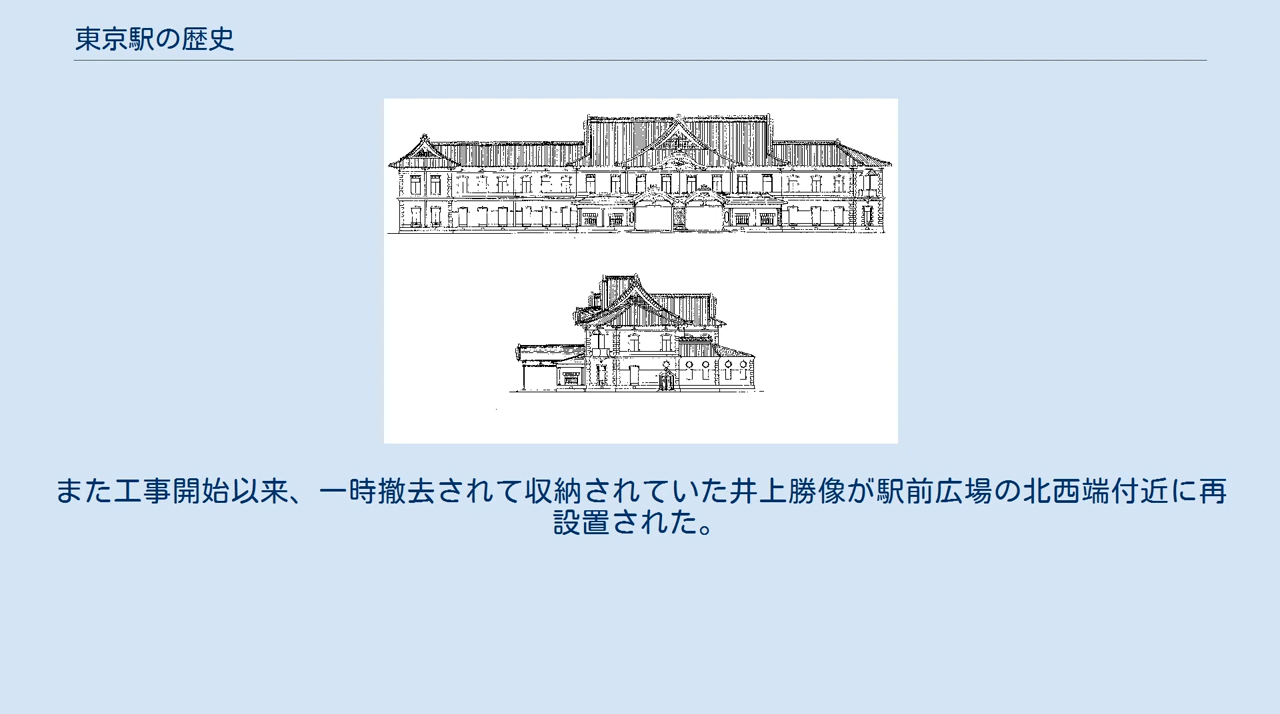 東京駅の歴史
また工事開始以来、一時撤去されて収納されていた井上勝像が駅前広場の北西端付近に再
設置された。